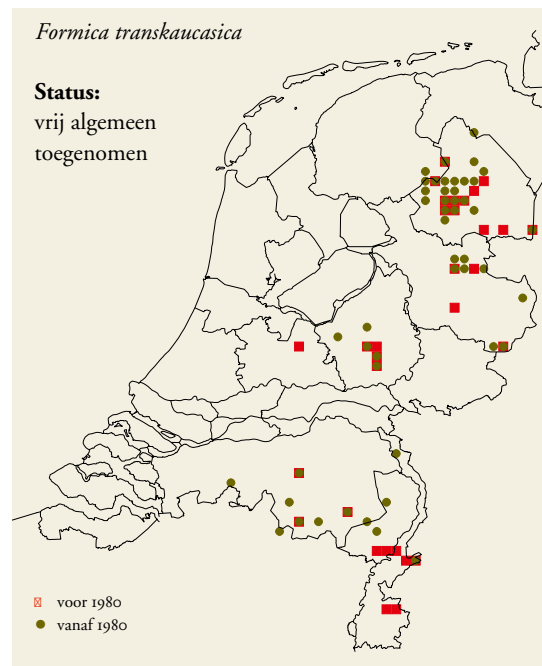 Formica transkaucasica
Status:
vrij algemeen
toegenomen
voor 1980
vanaf 1980